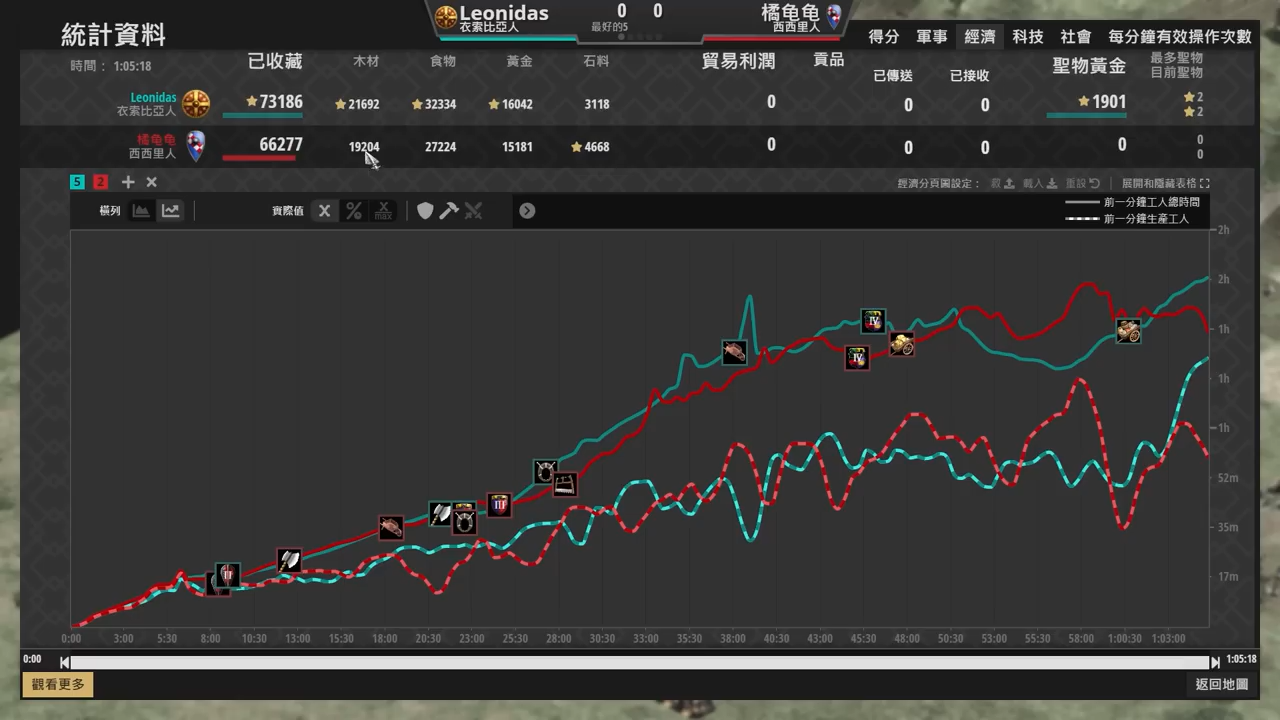 Leonidas 0 0 橘龟龟
衣索比亞人 最好的5 西西里人
統計資料
得分 軍事 經濟 科技 社會 每分鐘有效操作次數
時間： 1:05:18
已收藏 木材 食物 黃金 石料 貿易利潤 貢品 已傳送 已接收 聖物黃金 最多聖物
目前聖物
Leonidas
衣索比亞人
73186 21692 32334 16042 3118 0 0 0 1901 2
2
橘龟龟
西西里人
66277 19204 27224 15181 4668 0 0 0 0 0
0
5 2
經濟分頁圖設定： 載入 重設 展開和隱藏表格
橫列 實際值 X % X
max
前一分鐘工人總時間
前一分鐘生產工人
2h
2h
1h
1h
1h
52m
35m
17m
IV
IV
III
II
0:00 3:00 5:30 8:00 10:30 13:00 15:30 18:00 20:30 23:00 25:30 28:00 30:30 33:00 35:30 38:00 40:30 43:00 45:30 48:00 50:30 53:00 55:30 58:00 1:00:30 1:03:00
0:00 1:05:18
觀看更多 返回地圖